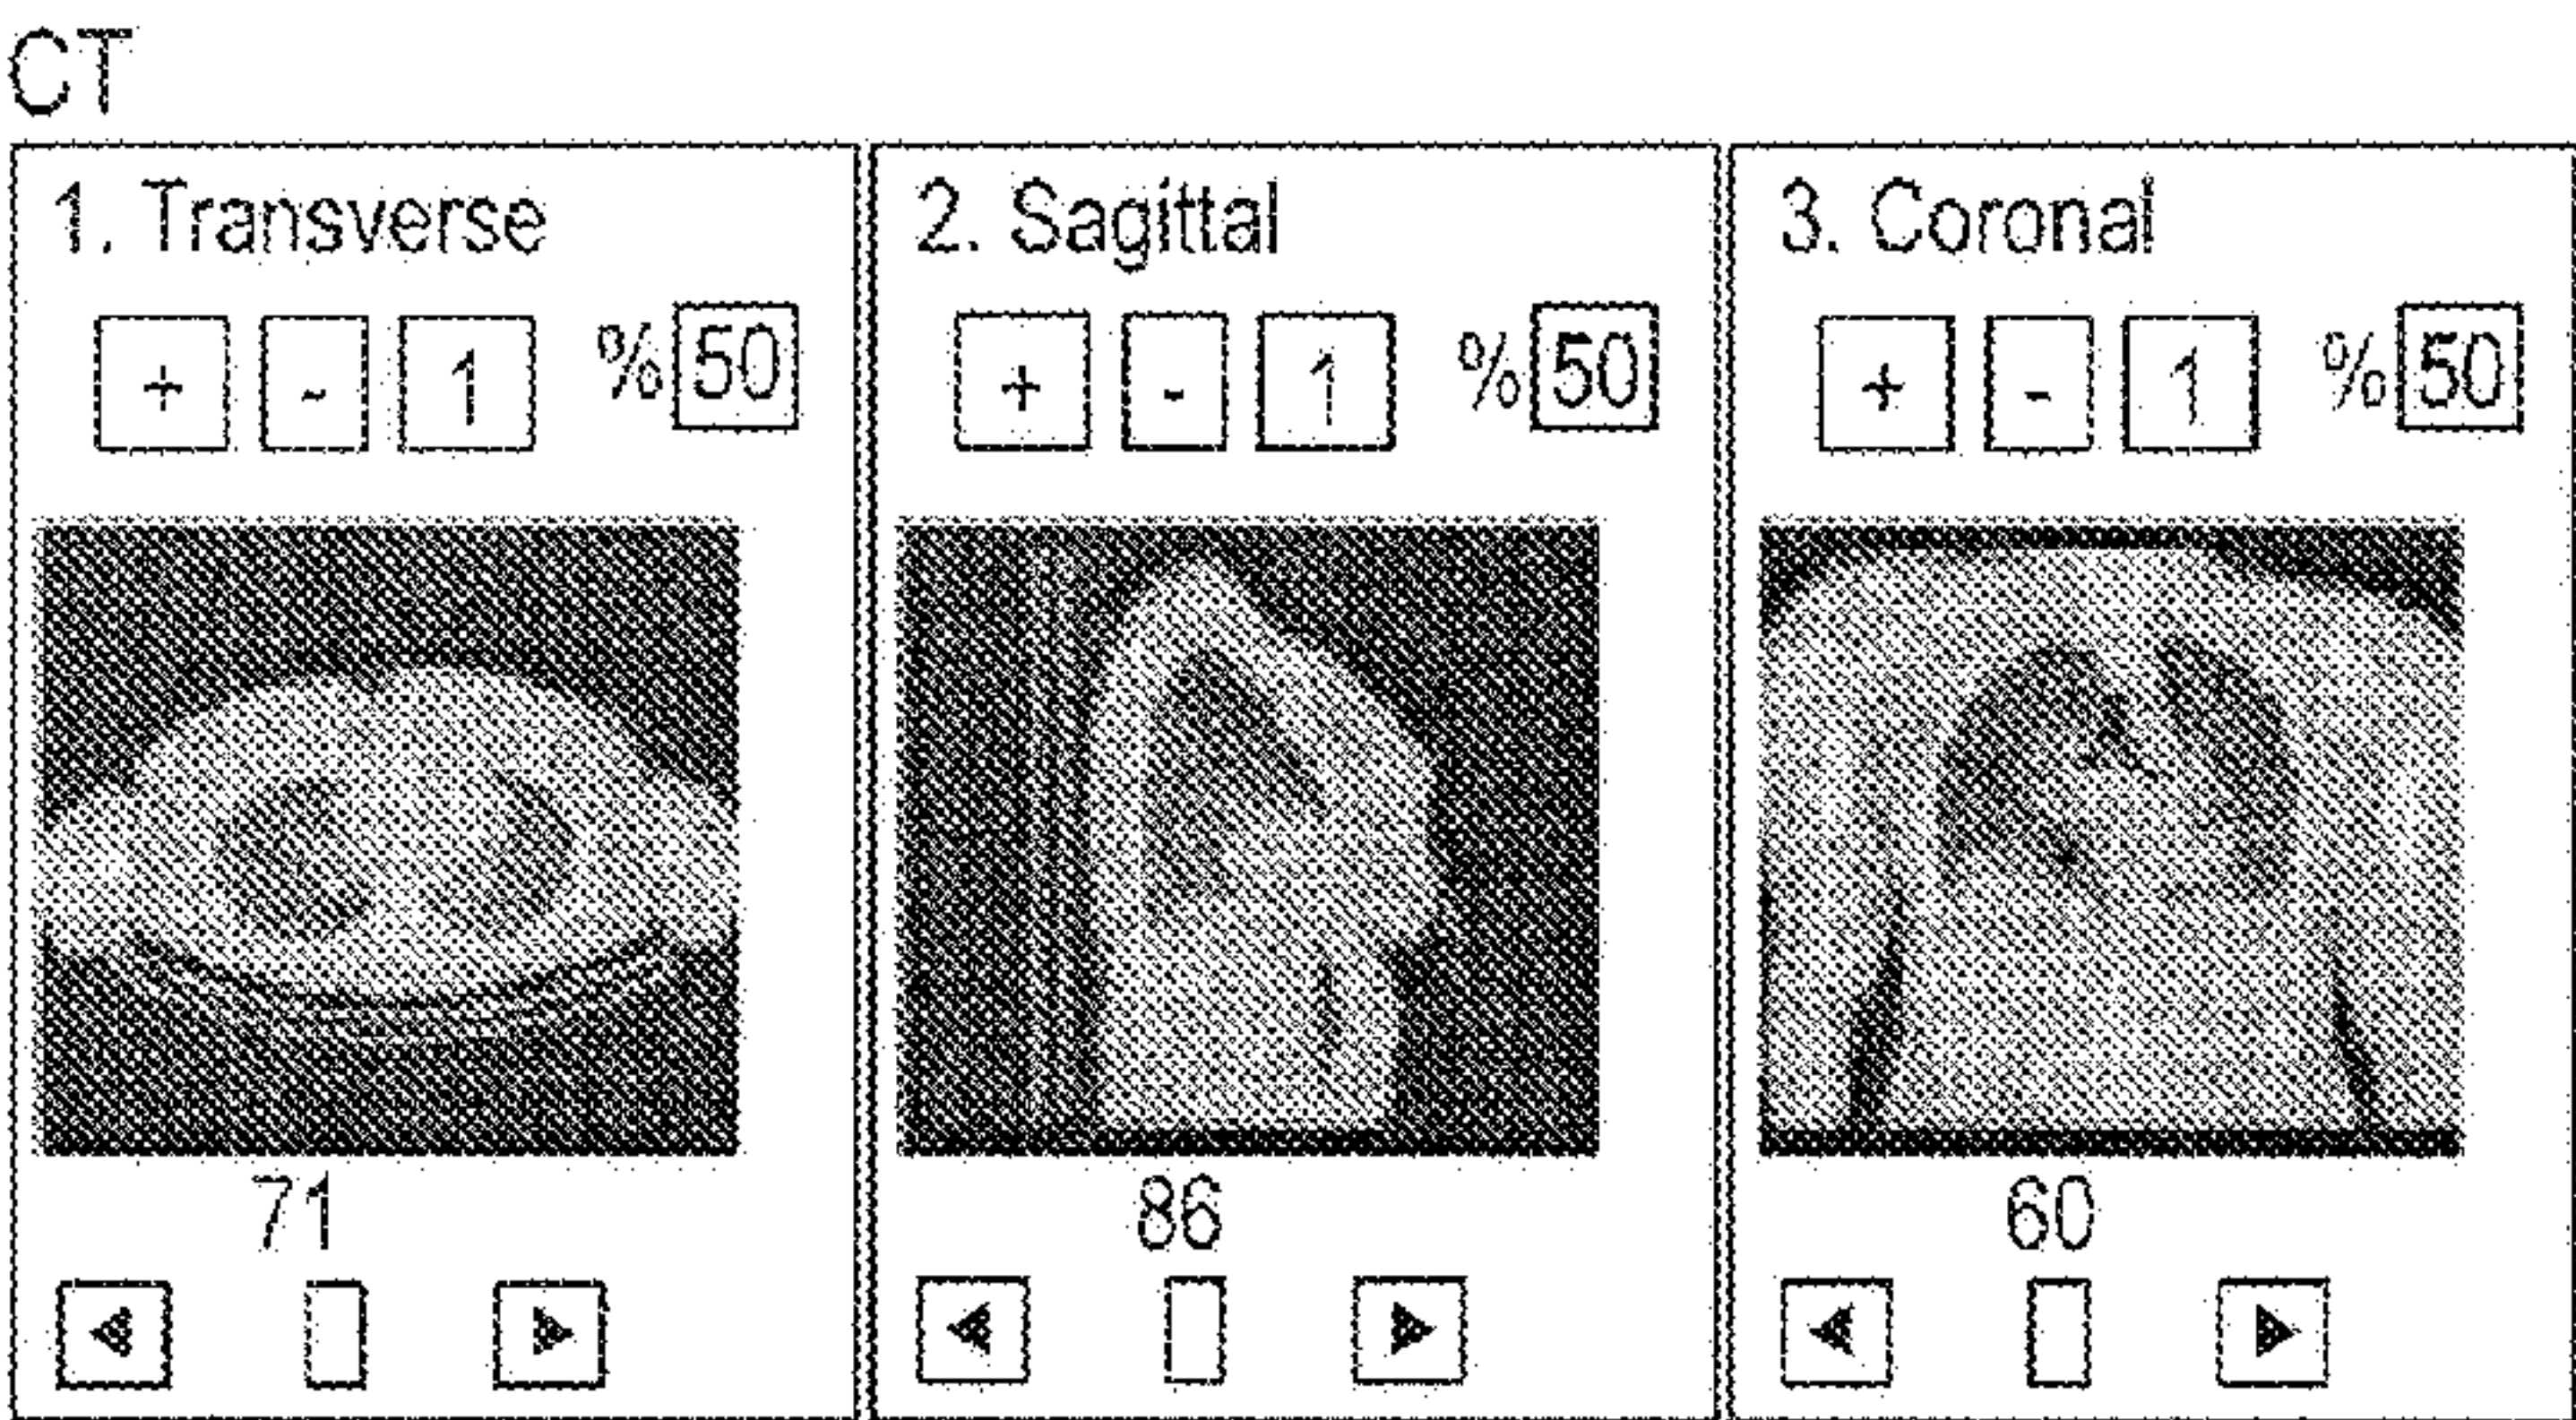 CT
1. Transverse
+ - 1 % 50
71
2. Sagittal
+ - 1 % 50
86
3. Coronal
+ - 1 % 50
60